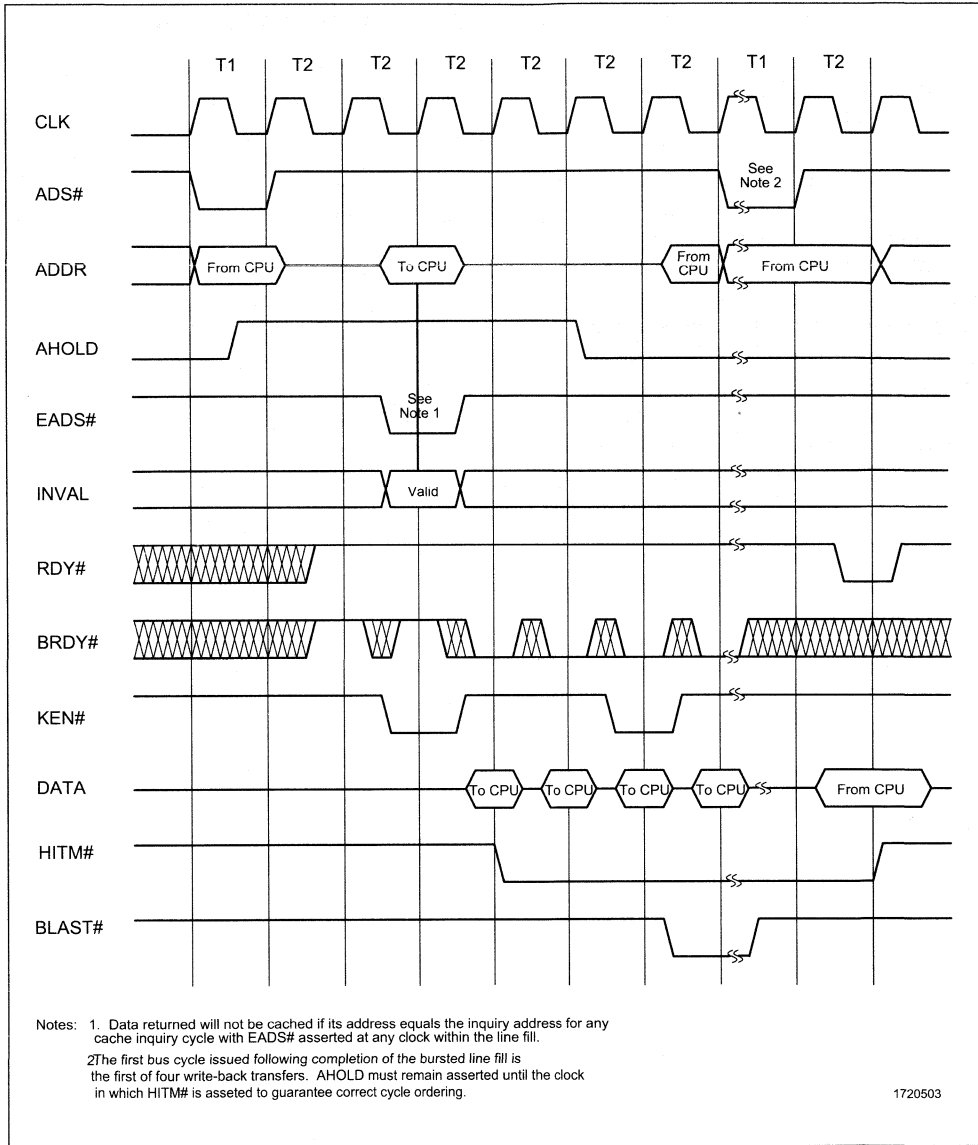 T1 T2 T2 T2 T2 T2 T2 T1 T2
CLK
ADS#
See
Note 2
ADDR
From CPU
To CPU
From
CPU
From CPU
AHOLD
EADS#
See
Note 1
INVAL
Valid
RDY#
BRDY#
KEN#
DATA
To CPU To CPU To CPU To CPU From CPU
HITM#
BLAST#
Notes: 1. Data returned will not be cached if its address equals the inquiry address for any
cache inquiry cycle with EADS# asserted at any clock within the line fill.
2The first bus cycle issued following completion of the bursted line fill is
the first of four write-back transfers. AHOLD must remain asserted until the clock
in which HITM# is asseted to guarantee correct cycle ordering.
1720503